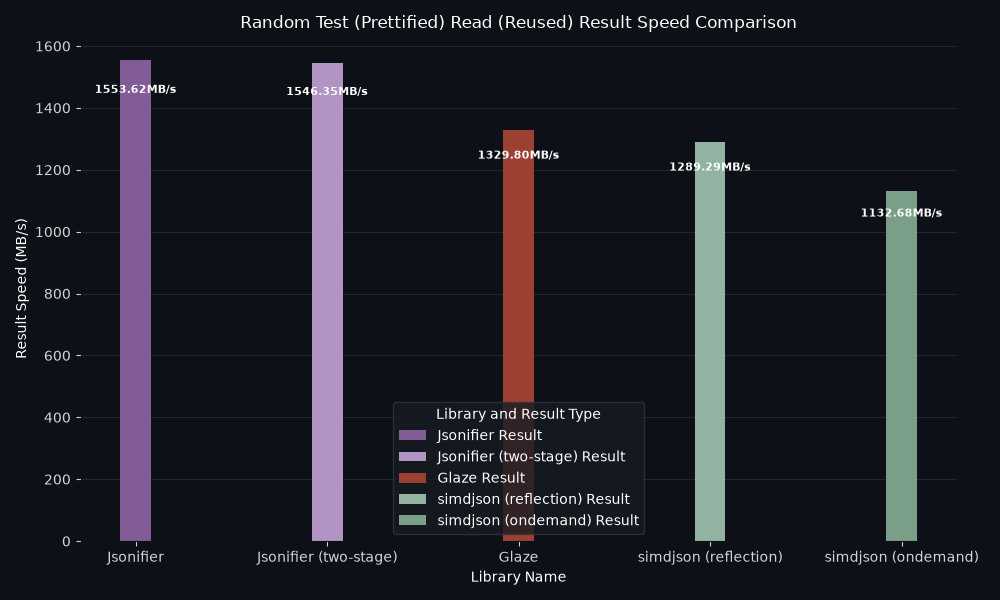 Random Test (Prettified) Read (Reused) Result Speed Comparison
Result Speed (MB/s)
1600
1400
1200
1000
800
600
400
200
0
1553.62MB/s
1546.35MB/s
1329.80MB/s
1289.29MB/s
1132.68MB/s
Library and Result Type
Jsonifier Result
Jsonifier (two-stage) Result
Glaze Result
simdjson (reflection) Result
simdjson (ondemand) Result
Jsonifier
Jsonifier (two-stage)
Glaze
simdjson (reflection)
simdjson (ondemand)
Library Name